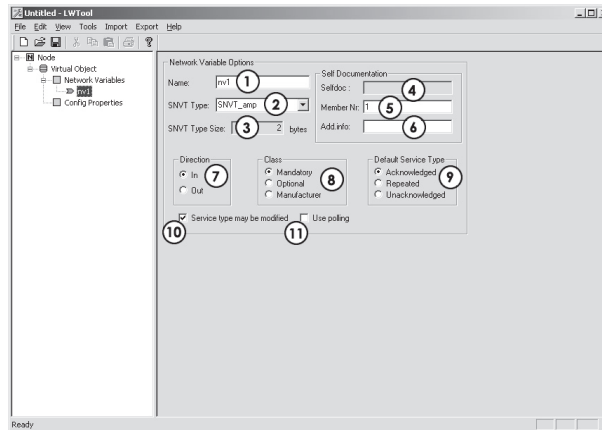 Untitled - LWTool
File Edit View Tools Import Export Help
Node
Virtual Object
Network Variables
nv1
Config Properties
Network Variable Options
Name: nv1 1
SNVT Type: SNVT_amp 2
SNVT Type Size: 3 2 bytes
Self Documentation
Selfdoc : 4
Member Nr: 1 5
Add.info: 6
Direction
In
Out
7
Class
Mandatory
Optional
Manufacturer
8
Default Service Type
Acknowledged
Repeated
Unacknowledged
9
Service type may be modified
Use polling
10
11
Ready